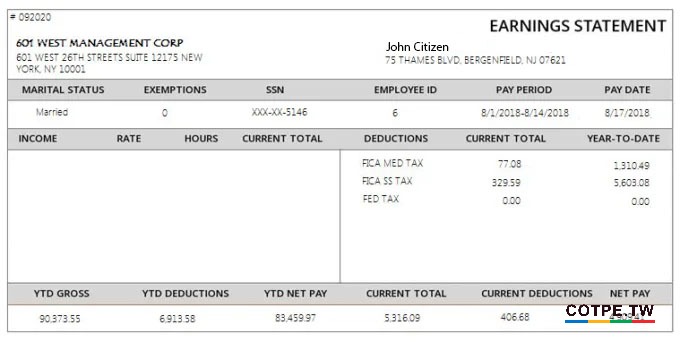 # 092020
EARNINGS STATEMENT
601 WEST MANAGEMENT CORP
601 WEST 26TH STREETS SUITE 12175 NEW
YORK, NY 10001
John Citizen
75 THAMES BLVD, BERGENFIELD, NJ 07621
MARITAL STATUS EXEMPTIONS SSN EMPLOYEE ID PAY PERIOD PAY DATE
Married 0 XXX-XX-5146 6 8/1/2018-8/14/2018 8/17/2018
INCOME RATE HOURS CURRENT TOTAL DEDUCTIONS CURRENT TOTAL YEAR-TO-DATE
FICA MED TAX 77.08 1,310.49
FICA SS TAX 329.59 5,603.08
FED TAX 0.00 0.00
YTD GROSS YTD DEDUCTIONS YTD NET PAY CURRENT TOTAL CURRENT DEDUCTIONS NET PAY
90,373.55 6,913.58 83,459.97 5,316.09 406.68
COTPE.TW